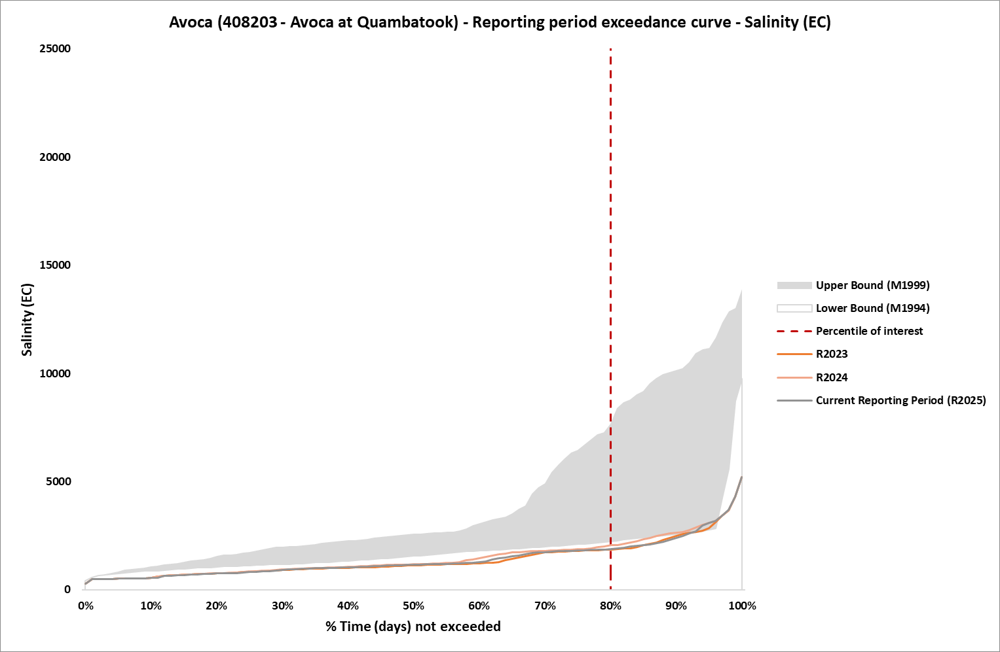 Avoca (408203 - Avoca at Quambatook) - Reporting period exceedance curve - Salinity (EC)
25000
20000
15000
10000
5000
0
Salinity (EC)
0% 10% 20% 30% 40% 50% 60% 70% 80% 90% 100%
% Time (days) not exceeded
Upper Bound (M1999)
Lower Bound (M1994)
Percentile of interest
R2023
R2024
Current Reporting Period (R2025)